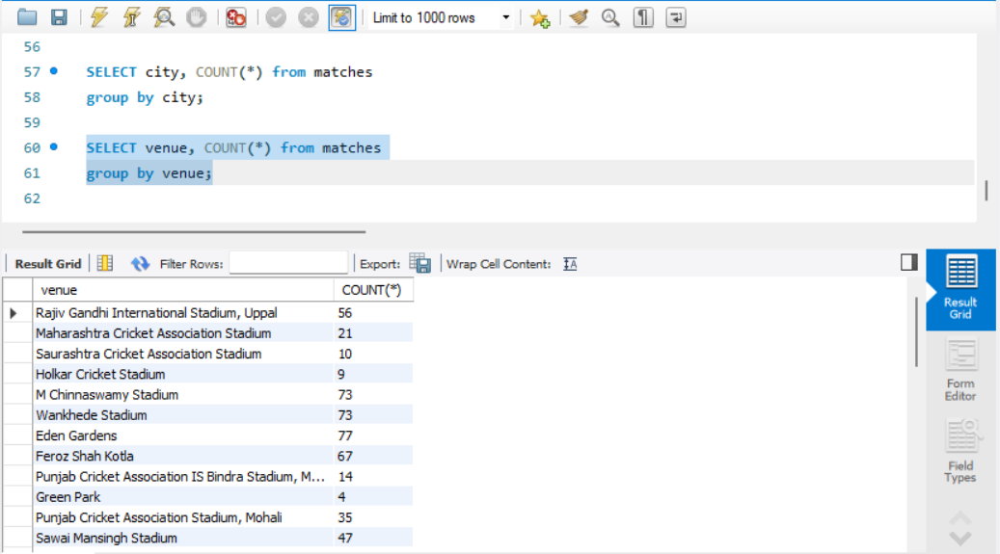 Limit to 1000 rows
56
57 SELECT city, COUNT(*) from matches
58 group by city;
59
60 SELECT venue, COUNT(*) from matches
61 group by venue;
62
Result Grid Filter Rows: Export: Wrap Cell Content:
venue COUNT(*)
Rajiv Gandhi International Stadium, Uppal 56
Maharashtra Cricket Association Stadium 21
Saurashtra Cricket Association Stadium 10
Holkar Cricket Stadium 9
M Chinnaswamy Stadium 73
Wankhede Stadium 73
Eden Gardens 77
Feroz Shah Kotla 67
Punjab Cricket Association IS Bindra Stadium, M... 14
Green Park 4
Punjab Cricket Association Stadium, Mohali 35
Sawai Mansingh Stadium 47
Result
Grid
Form
Editor
Field
Types